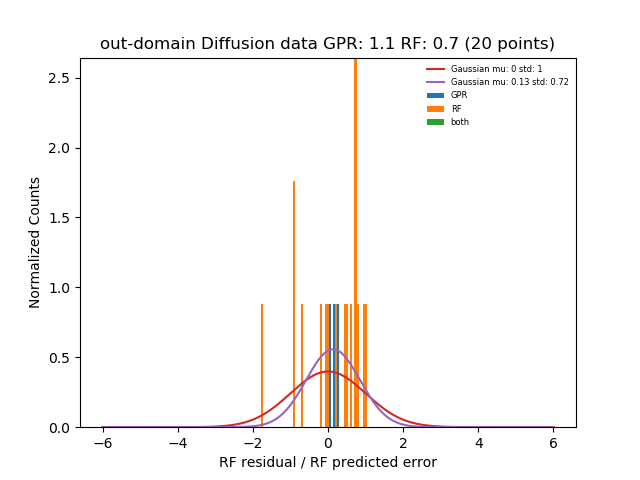 out-domain Diffusion data GPR: 1.1 RF: 0.7 (20 points)
Gaussian mu: 0 std: 1
Gaussian mu: 0.13 std: 0.72
GPR
RF
both
Normalized Counts
2.5
2.0
1.5
1.0
0.5
0.0
−6 −4 −2 0 2 4 6
RF residual / RF predicted error